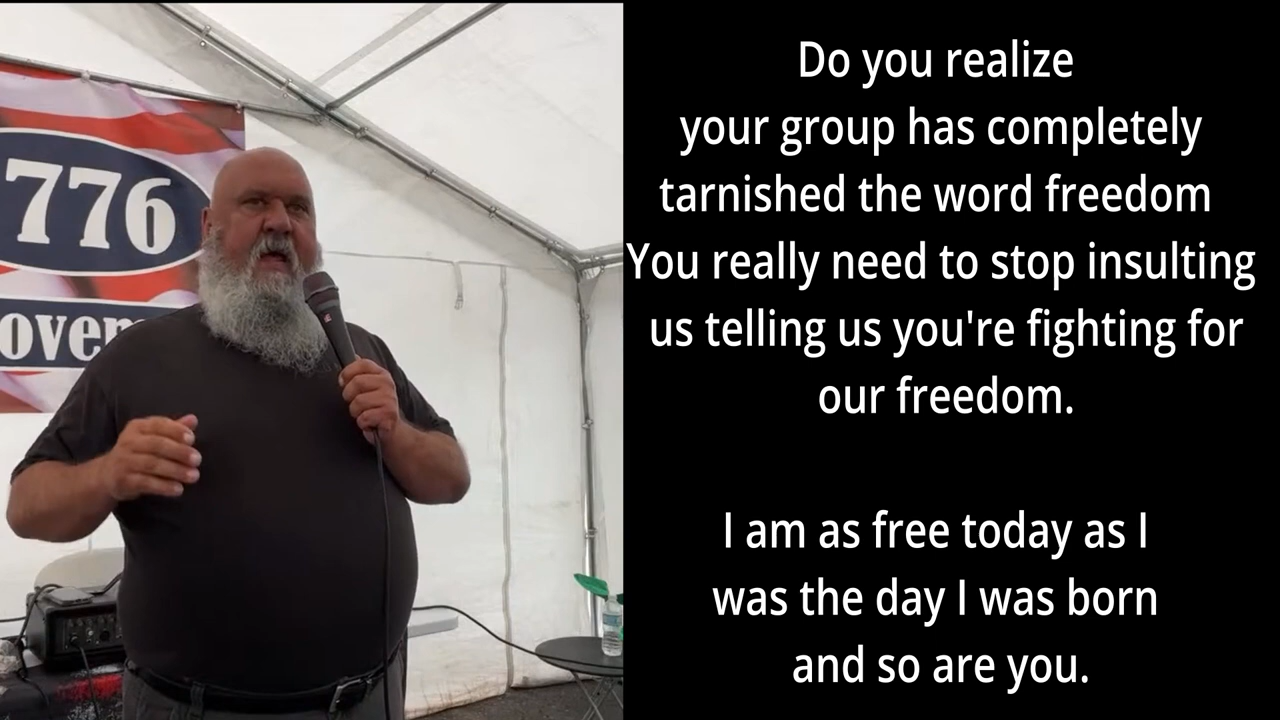 776
oven
Do you realize
your group has completely
tarnished the word freedom
You really need to stop insulting
us telling us you're fighting for
our freedom.
I am as free today as I
was the day I was born
and so are you.